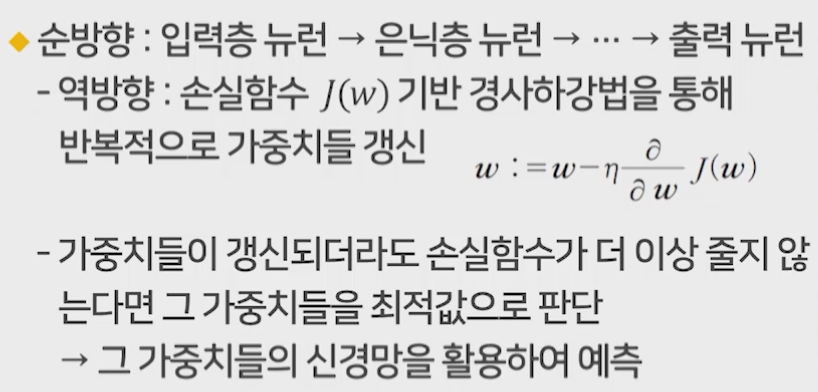 ◆ 순방향 : 입력층 뉴런 → 은닉층 뉴런 → ⋯ → 출력 뉴런
- 역방향 : 손실함수 J(w) 기반 경사하강법을 통해
반복적으로 가중치들 갱신
w := w − η ∂/∂w J(w)
- 가중치들이 갱신되더라도 손실함수가 더 이상 줄지 않
는다면 그 가중치들을 최적값으로 판단
→ 그 가중치들의 신경망을 활용하여 예측